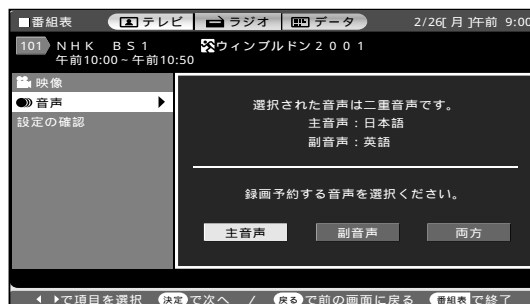 ■番組表 テレビ ラジオ データ 2/26[月]午前 9:00
101 NHK BS1 ウィンブルドン2001
午前10:00~午前10:50
映像
音声
設定の確認
選択された音声は二重音声です。
主音声:日本語
副音声:英語
録画予約する音声を選択ください。
主音声 副音声 両方
で項目を選択 決定で次へ / 戻るで前の画面に戻る 番組表で終了